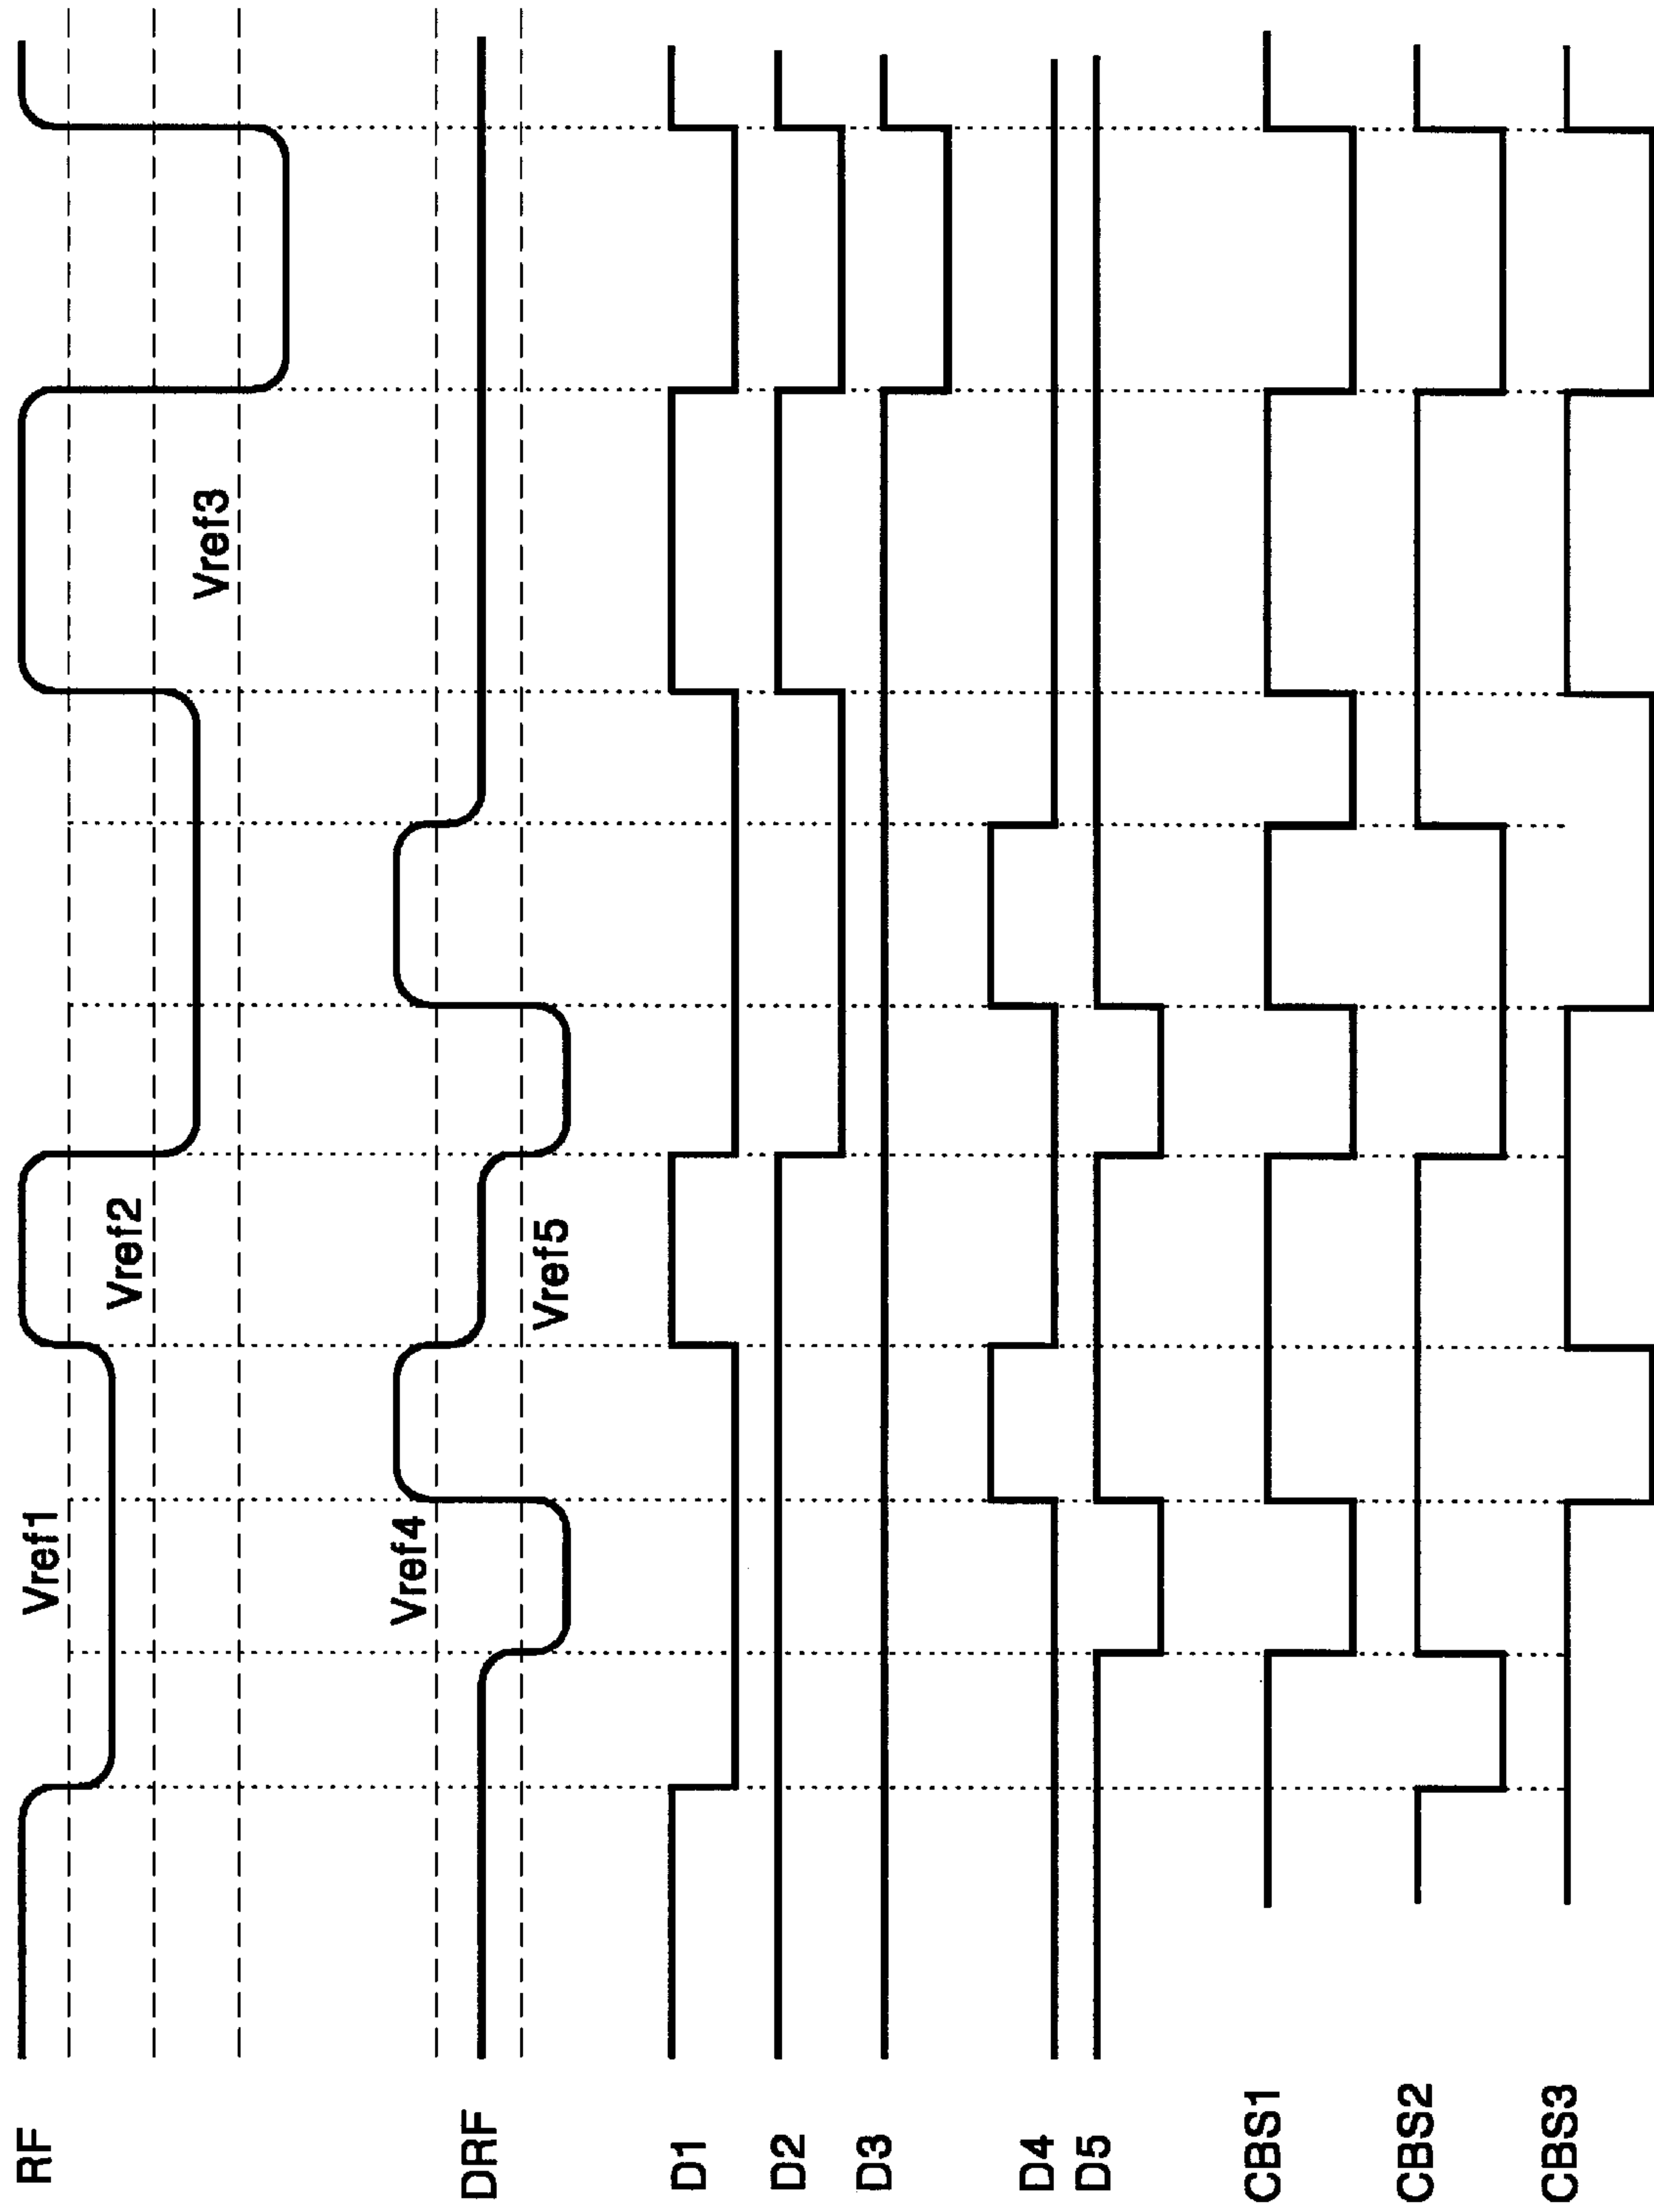 RF
Vref1
Vref2
Vref3
DRF
Vref4
Vref5
D1
D2
D3
D4
D5
CBS1
CBS2
CBS3